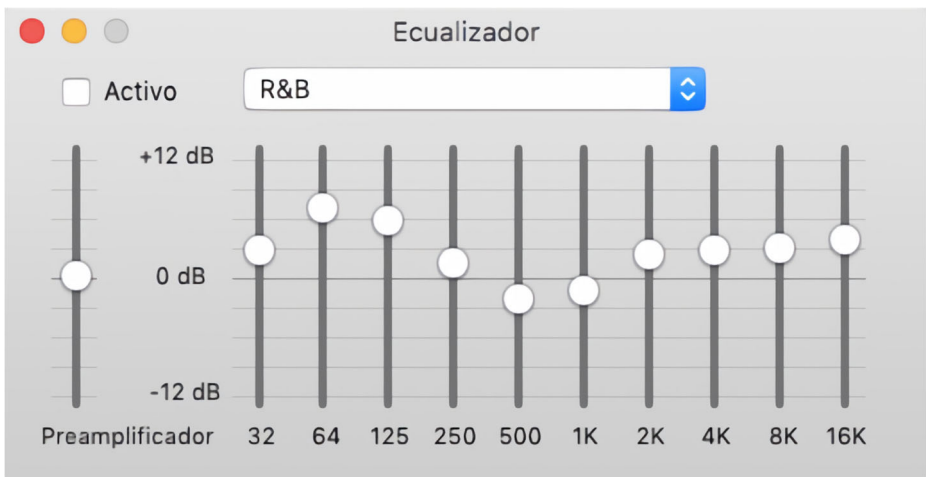 Ecualizador
Activo
R&B
+12 dB
0 dB
-12 dB
Preamplificador 32 64 125 250 500 1K 2K 4K 8K 16K